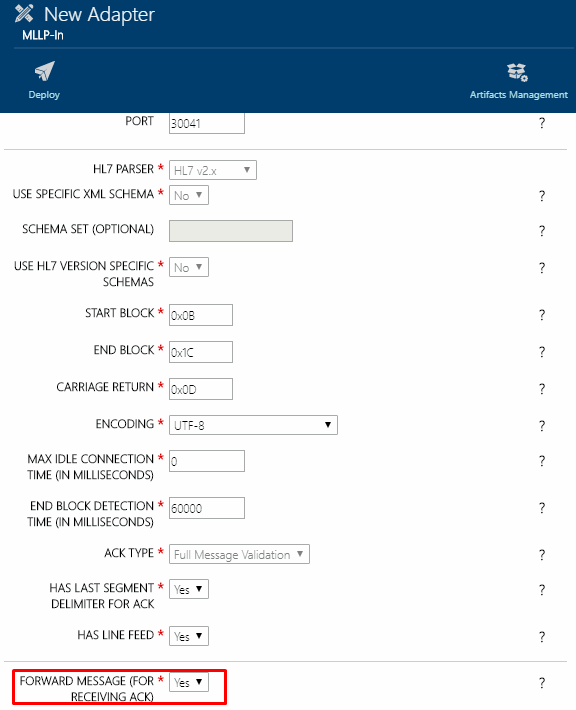 New Adapter
MLLP-In
Deploy
Artifacts Management
PORT 30041 ?
HL7 PARSER * HL7 v2.x
USE SPECIFIC XML SCHEMA * No ?
SCHEMA SET (OPTIONAL) ?
USE HL7 VERSION SPECIFIC * No ?
SCHEMAS
START BLOCK * 0x0B ?
END BLOCK * 0x1C ?
CARRIAGE RETURN * 0x0D ?
ENCODING * UTF-8 ?
MAX IDLE CONNECTION * 0 ?
TIME (IN MILLISECONDS)
END BLOCK DETECTION * 60000 ?
TIME (IN MILLISECONDS)
ACK TYPE * Full Message Validation ?
HAS LAST SEGMENT * Yes ?
DELIMITER FOR ACK
HAS LINE FEED * Yes ?
FORWARD MESSAGE (FOR * Yes ?
RECEIVING ACK)